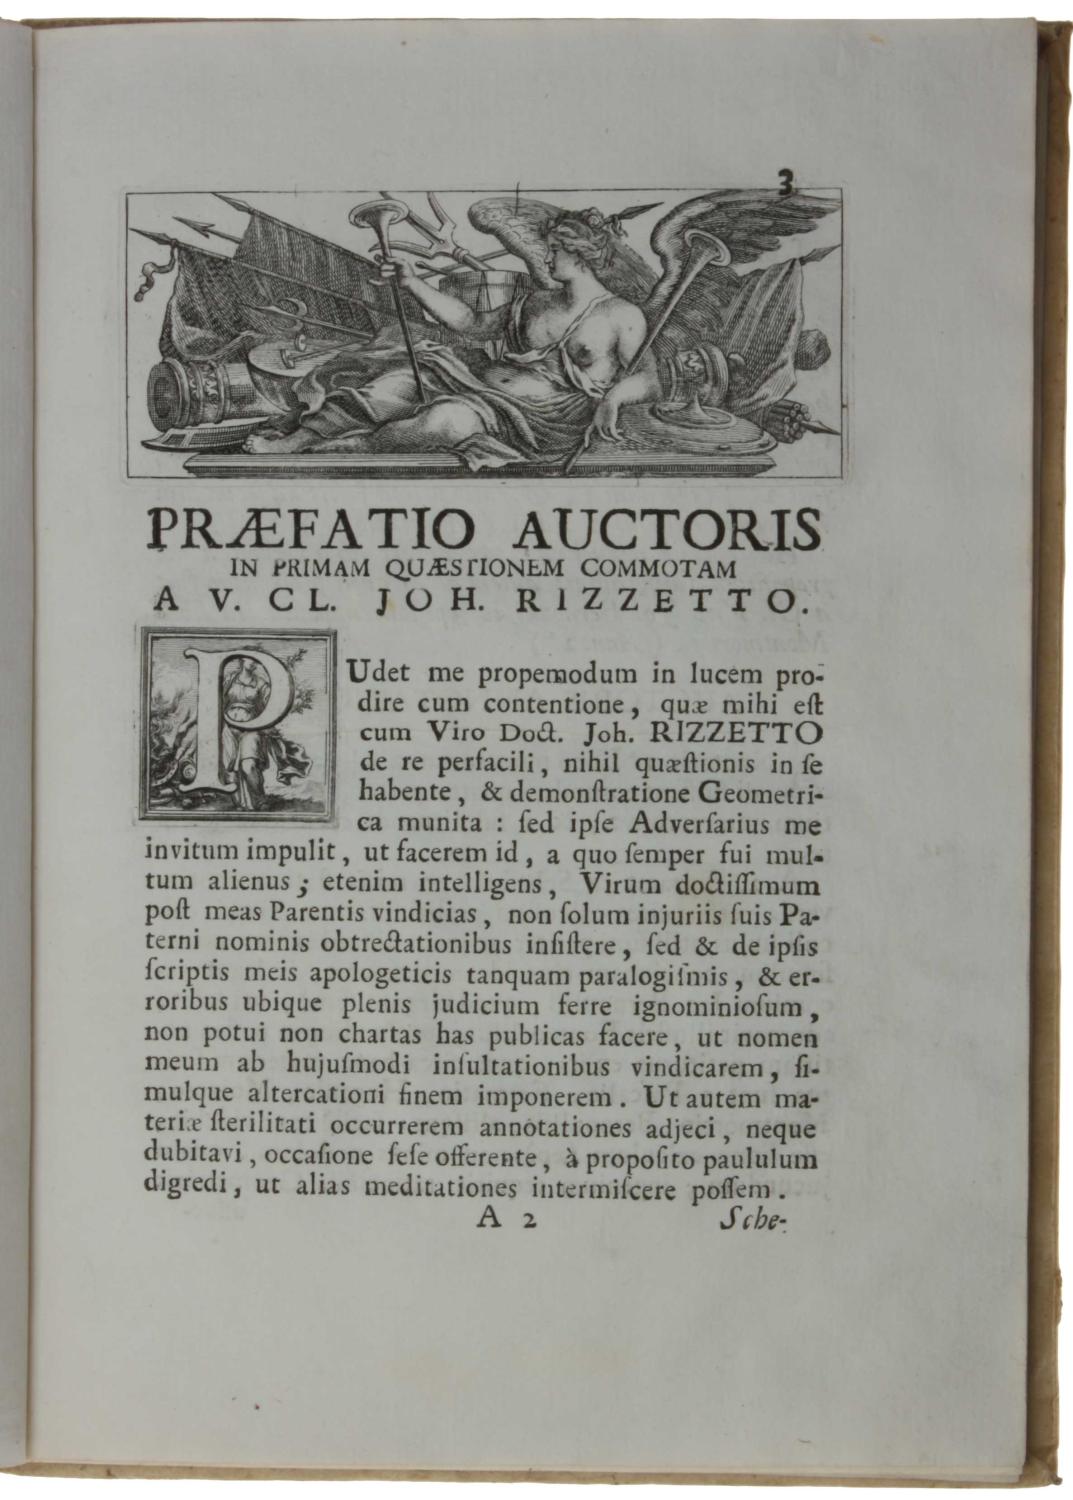 3
PRÆFATIO AUCTORIS
IN PRIMAM QUÆSTIONEM COMMOTAM
A V. CL. JOH. RIZZETTO.
PUdet me propemodum in lucem pro-
dire cum contentione, quæ mihi eſt
cum Viro Doct. Joh. RIZZETTO
de re perfacili, nihil quæſtionis in ſe
habente, & demonſtratione Geometri-
ca munita : ſed ipſe Adverſarius me
invitum impulit, ut facerem id, a quo ſemper fui mul-
tum alienus; etenim intelligens, Virum doctiſſimum
poſt meas Parentis vindicias, non ſolum injuriis ſuis Pa-
terni nominis obtrectationibus inſiſtere, ſed & de ipſis
ſcriptis meis apologeticis tanquam paralogiſmis, & er-
roribus ubique plenis judicium ferre ignominioſum,
non potui non chartas has publicas facere, ut nomen
meum ab hujuſmodi inſultationibus vindicarem, ſi-
mulque altercationi finem imponerem. Ut autem ma-
teriæ ſterilitati occurrerem annotationes adjeci, neque
dubitavi, occaſione ſeſe offerente, à propoſito paululum
digredi, ut alias meditationes intermiſcere poſſem.
A 2 Sche-